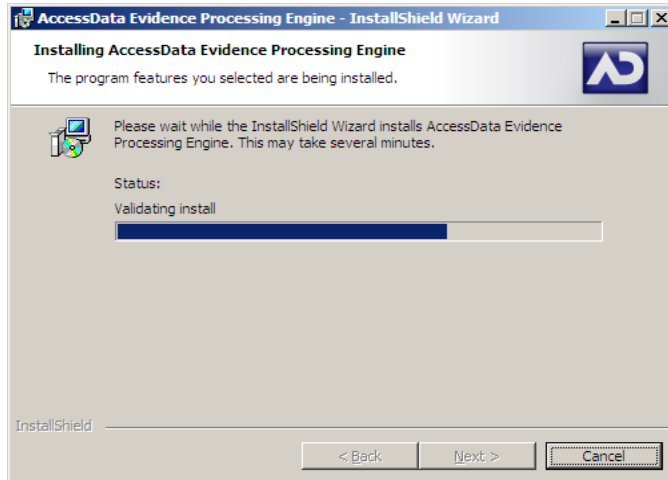 AccessData Evidence Processing Engine - InstallShield Wizard
Installing AccessData Evidence Processing Engine
The program features you selected are being installed.
AD
Please wait while the InstallShield Wizard installs AccessData Evidence
Processing Engine. This may take several minutes.
Status:
Validating install
InstallShield
< Back
Next >
Cancel